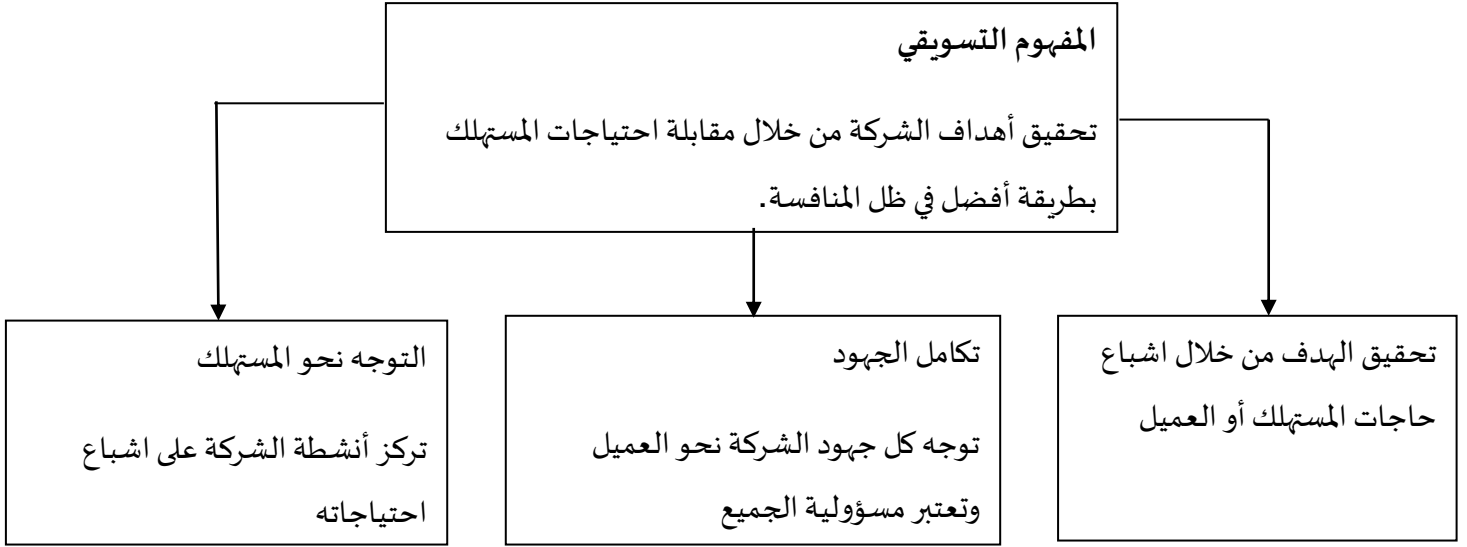 المفهوم التسويقي
تحقيق أهداف الشركة من خلال مقابلة احتياجات المستهلك
بطريقة أفضل في ظل المنافسة.
تحقيق الهدف من خلال اشباع
حاجات المستهلك أو العميل
تكامل الجهود
توجه كل جهود الشركة نحو العميل
وتعتبر مسؤولية الجميع
التوجه نحو المستهلك
تركز أنشطة الشركة على اشباع
احتياجاته